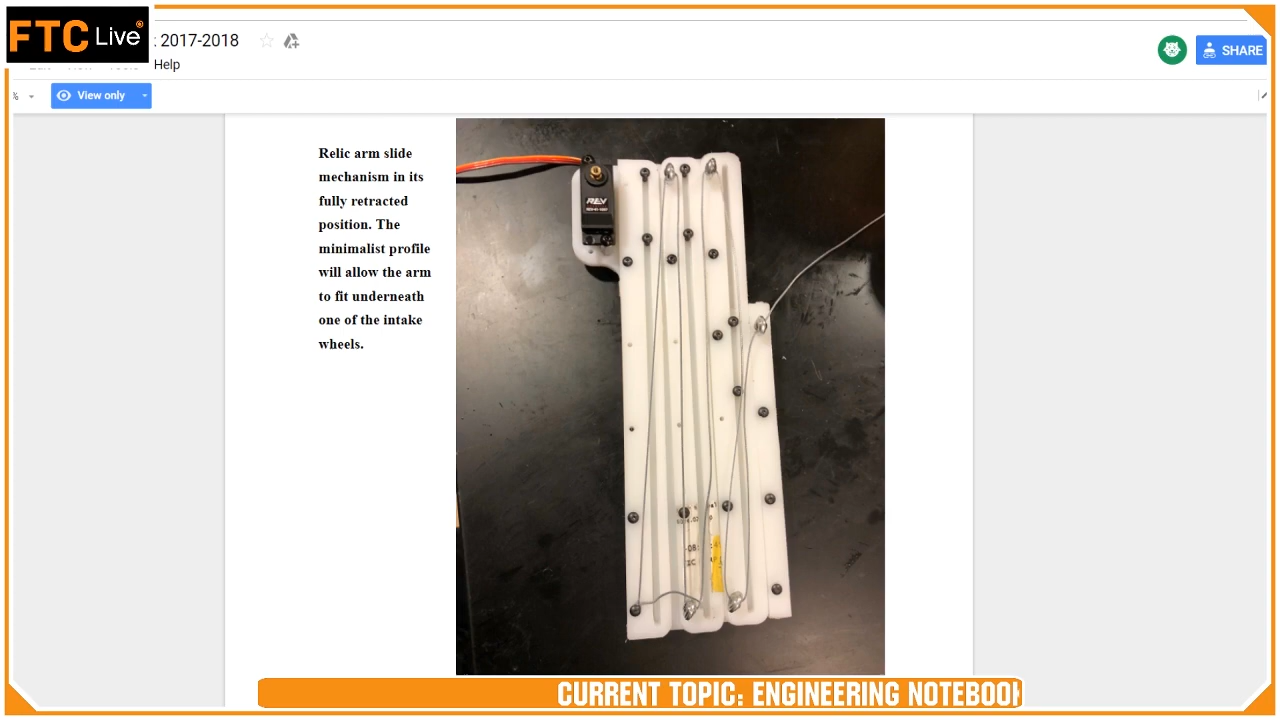 FTC Live
: 2017-2018
Help
%
View only
SHARE
Relic arm slide
mechanism in its
fully retracted
position. The
minimalist profile
will allow the arm
to fit underneath
one of the intake
wheels.
REV
CURRENT TOPIC: ENGINEERING NOTEBOOK